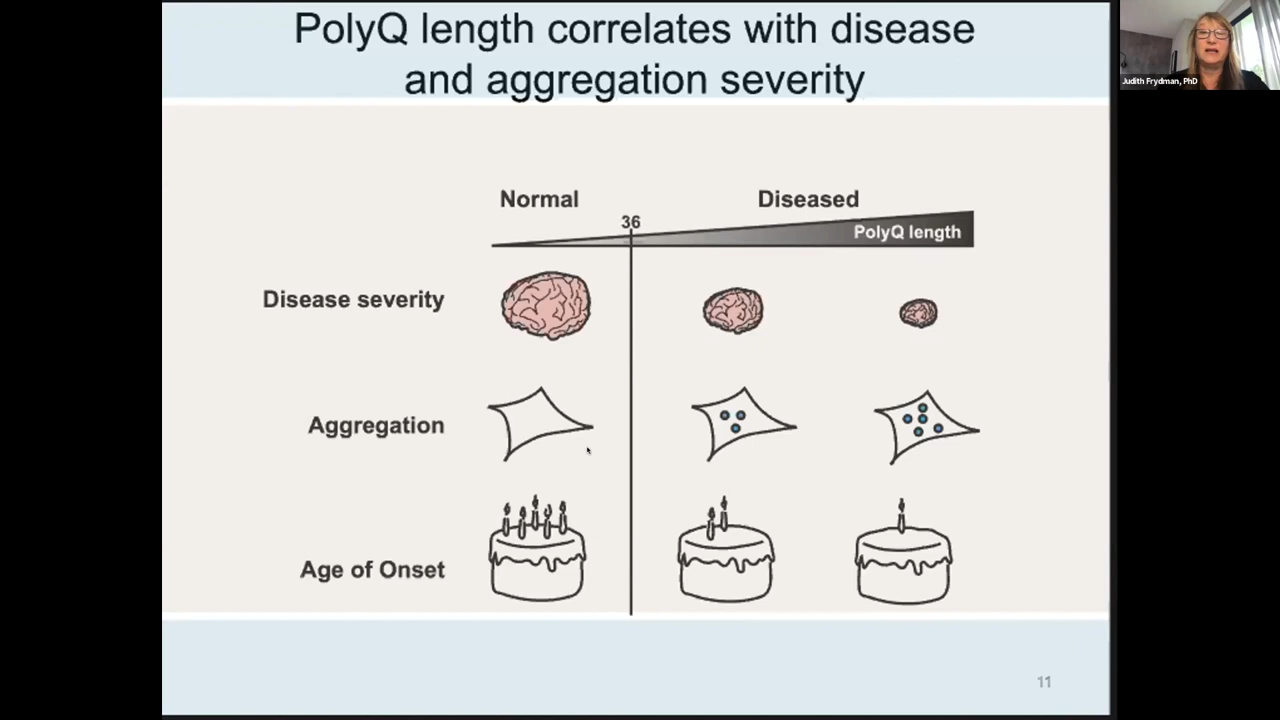 PolyQ length correlates with disease
and aggregation severity
Judith Frydman, PhD
Normal
Diseased
36
PolyQ length
Disease severity
Aggregation
Age of Onset
11